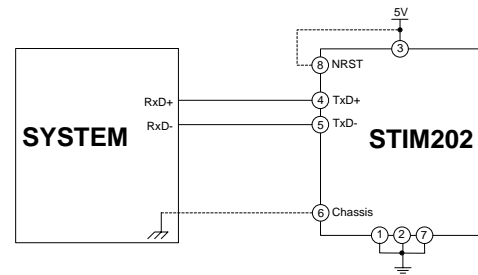 5V
3
8 NRST
RxD+ 4 TxD+
RxD- 5 TxD-
SYSTEM STIM202
6 Chassis
1 2 7